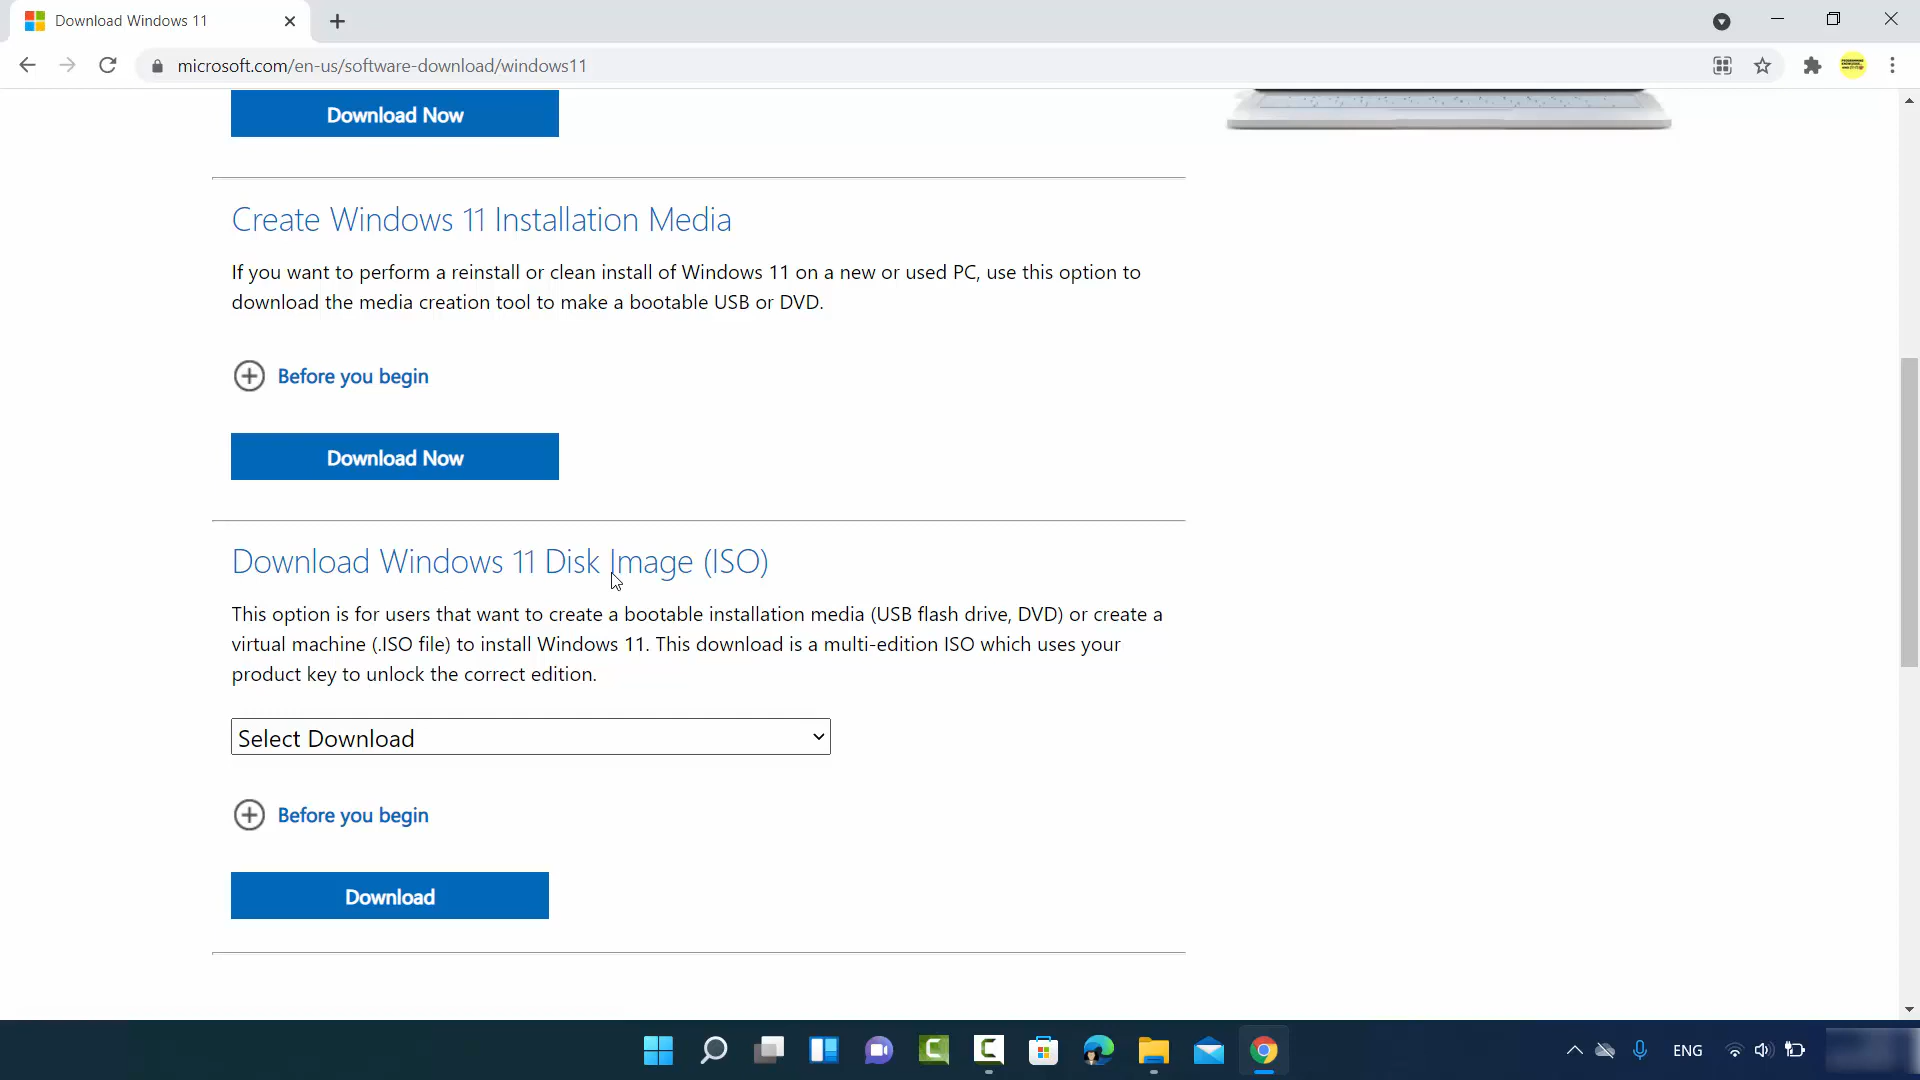 Download Windows 11
microsoft.com/en-us/software-download/windows11
Download Now
Create Windows 11 Installation Media
If you want to perform a reinstall or clean install of Windows 11 on a new or used PC, use this option to
download the media creation tool to make a bootable USB or DVD.
Before you begin
Download Now
Download Windows 11 Disk Image (ISO)
This option is for users that want to create a bootable installation media (USB flash drive, DVD) or create a
virtual machine (.ISO file) to install Windows 11. This download is a multi-edition ISO which uses your
product key to unlock the correct edition.
Select Download
Before you begin
Download
ENG